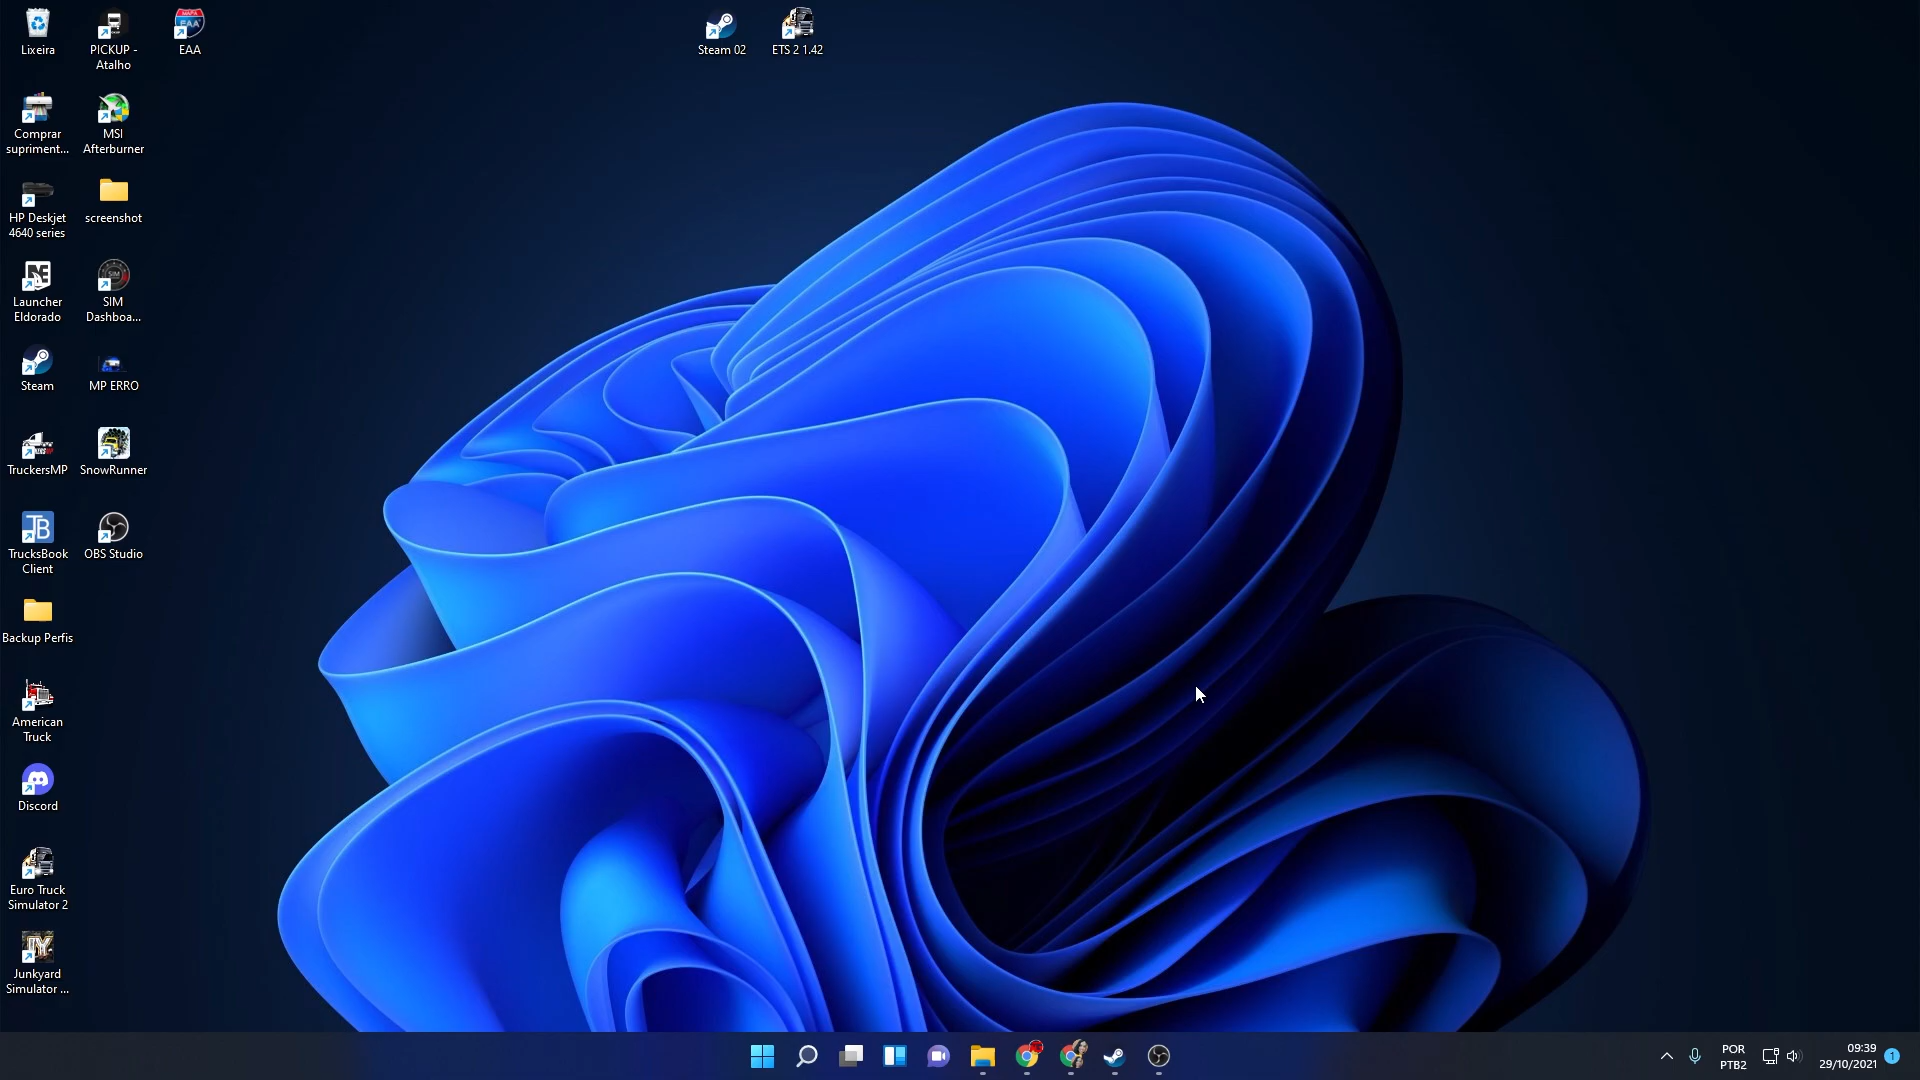 Lixeira
PICKUP -
Atalho
EAA
Steam 02
ETS 2 1.42
Comprar
supriment...
MSI
Afterburner
HP Deskjet
4640 series
screenshot
Launcher
Eldorado
SIM
Dashboa...
Steam
MP ERRO
TruckersMP
SnowRunner
TrucksBook
Client
OBS Studio
Backup Perfis
American
Truck
Discord
Euro Truck
Simulator 2
Junkyard
Simulator ...
POR
PTB2
09:39
29/10/2021
1